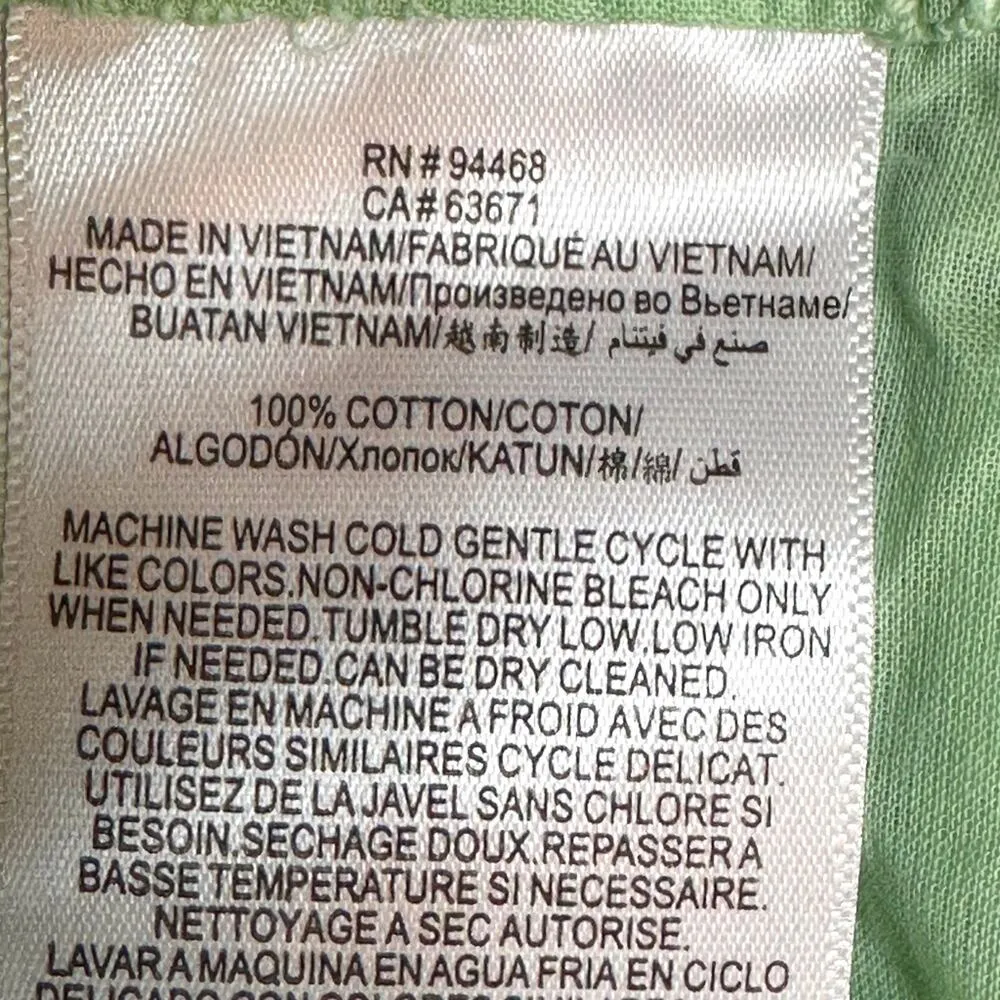 RN # 94468
CA# 63671
MADE IN VIETNAM/FABRIQUÉ AU VIETNAM/
HECHO EN VIETNAM/Произведено во Вьетнаме/
BUATAN VIETNAM/越南制造/ صنع في فيتنام
100% COTTON/COTON/
ALGODÓN/Хлопок/KATUN/棉/綿/ قطن
MACHINE WASH COLD GENTLE CYCLE WITH
LIKE COLORS.NON-CHLORINE BLEACH ONLY
WHEN NEEDED.TUMBLE DRY LOW.LOW IRON
IF NEEDED.CAN BE DRY CLEANED.
LAVAGE EN MACHINE A FROID AVEC DES
COULEURS SIMILAIRES CYCLE DELICAT.
UTILISEZ DE LA JAVEL SANS CHLORE SI
BESOIN.SECHAGE DOUX.REPASSER A
BASSE TEMPERATURE SI NECESSAIRE.
NETTOYAGE A SEC AUTORISE.
LAVAR A MAQUINA EN AGUA FRIA EN CICLO
DELICADO CON COLORES